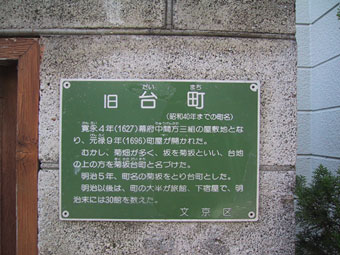 だい まち
旧 台 町
(昭和40年までの町名)
寛永4年(1627)幕府中間方三組の屋敷地とな
り、元禄9年(1696)町屋が開かれた。
むかし、菊畑が多く、坂を菊坂といい、台地
の上の方を菊坂台町と名づけた。
明治5年、町名の菊坂をとり台町とした。
明治以後は、町の大半が旅館、下宿屋で、明
治末には30館を数えた。
文 京 区